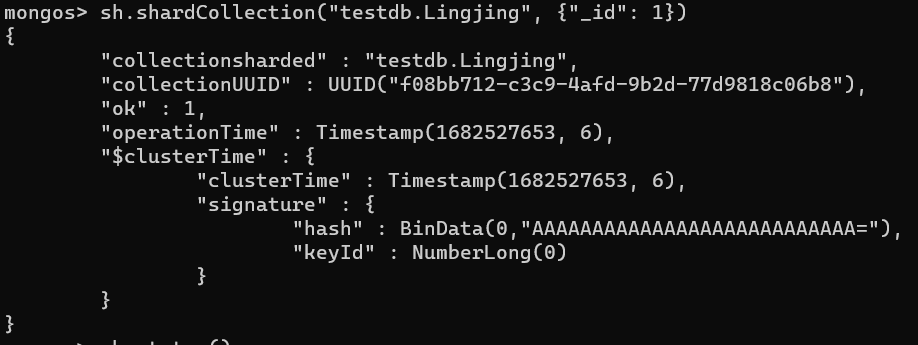 mongos> sh.shardCollection("testdb.Lingjing", {"_id": 1})
{
        "collectionsharded" : "testdb.Lingjing",
        "collectionUUID" : UUID("f08bb712-c3c9-4afd-9b2d-77d9818c06b8"),
        "ok" : 1,
        "operationTime" : Timestamp(1682527653, 6),
        "$clusterTime" : {
                "clusterTime" : Timestamp(1682527653, 6),
                "signature" : {
                        "hash" : BinData(0,"AAAAAAAAAAAAAAAAAAAAAAAAAAA="),
                        "keyId" : NumberLong(0)
                }
        }
}